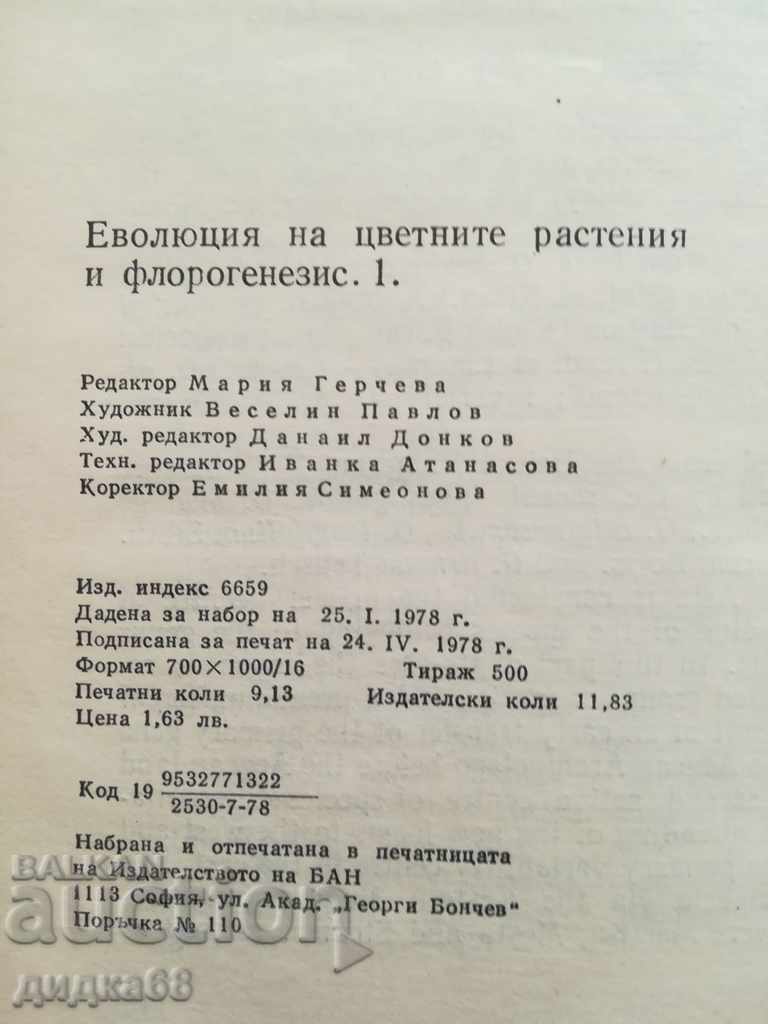 Еволюция на цветните растения
и флорогенезис. 1.
Редактор Мария Герчева
Художник Веселин Павлов
Худ. редактор Данаил Донков
Техн. редактор Иванка Атанасова
Коректор Емилия Симеонова
Изд. индекс 6659
Дадена за набор на 25. I. 1978 г.
Подписана за печат на 24. IV. 1978 г.
Формат 700×1000/16 Тираж 500
Печатни коли 9,13 Издателски коли 11,83
Цена 1,63 лв.
Код 19 9532771322
2530-7-78
Набрана и отпечатана в печатницата
на Издателството на БАН
1113 София, ул. Акад. „Георги Бончев"
Поръчка № 110
BALKAN
auction
дидка68